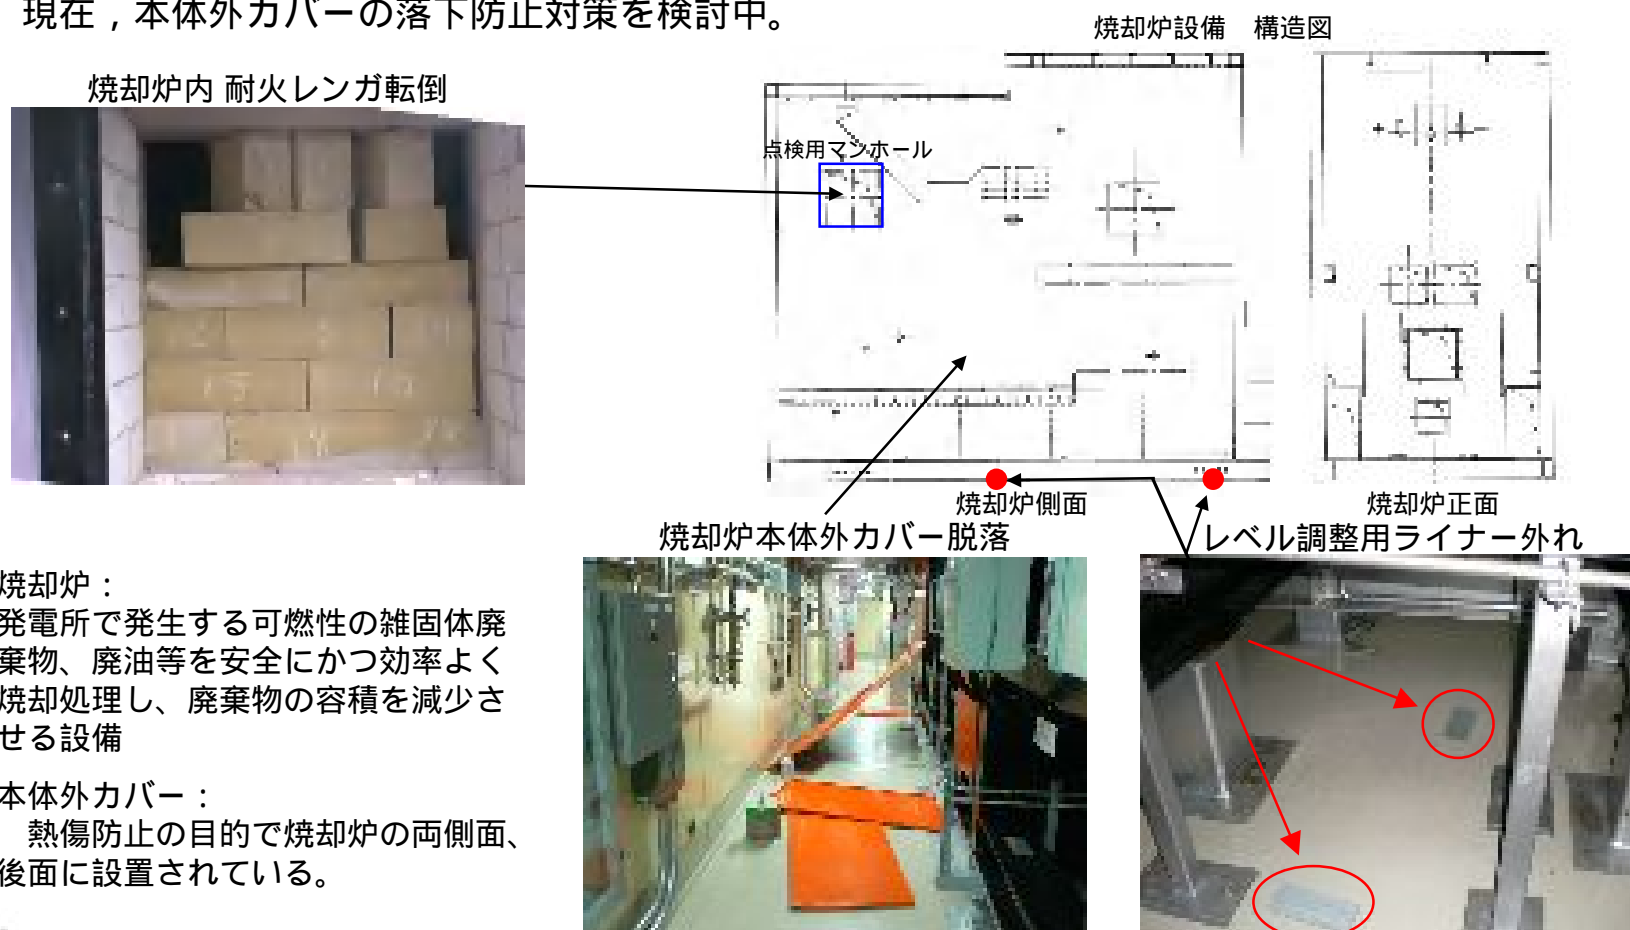 現在，本体外カバーの落下防止対策を検討中。
焼却炉設備　構造図
焼却炉内 耐火レンガ転倒
点検用マンホール
焼却炉側面
焼却炉正面
焼却炉本体外カバー脱落
レベル調整用ライナー外れ
焼却炉：
発電所で発生する可燃性の雑固体廃
棄物、廃油等を安全にかつ効率よく
焼却処理し、廃棄物の容積を減少さ
せる設備
本体外カバー：
熱傷防止の目的で焼却炉の両側面、
後面に設置されている。